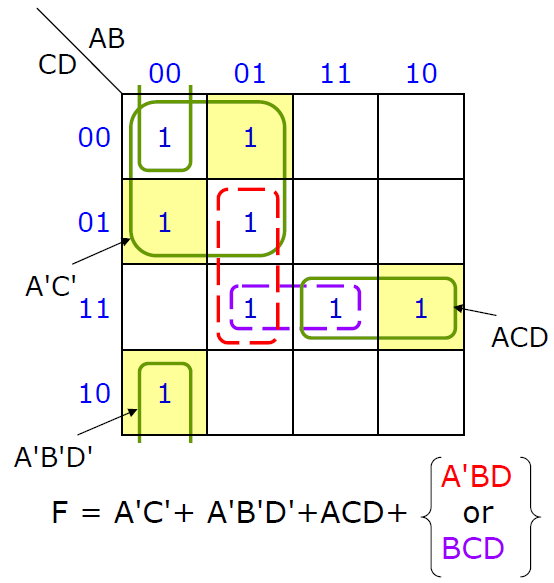 AB
CD
00 01 11 10
00 1 1
01 1 1
A'C'
11 1 1 1
ACD
10 1
A'B'D'
F = A'C'+ A'B'D'+ACD+
A'BD
or
BCD